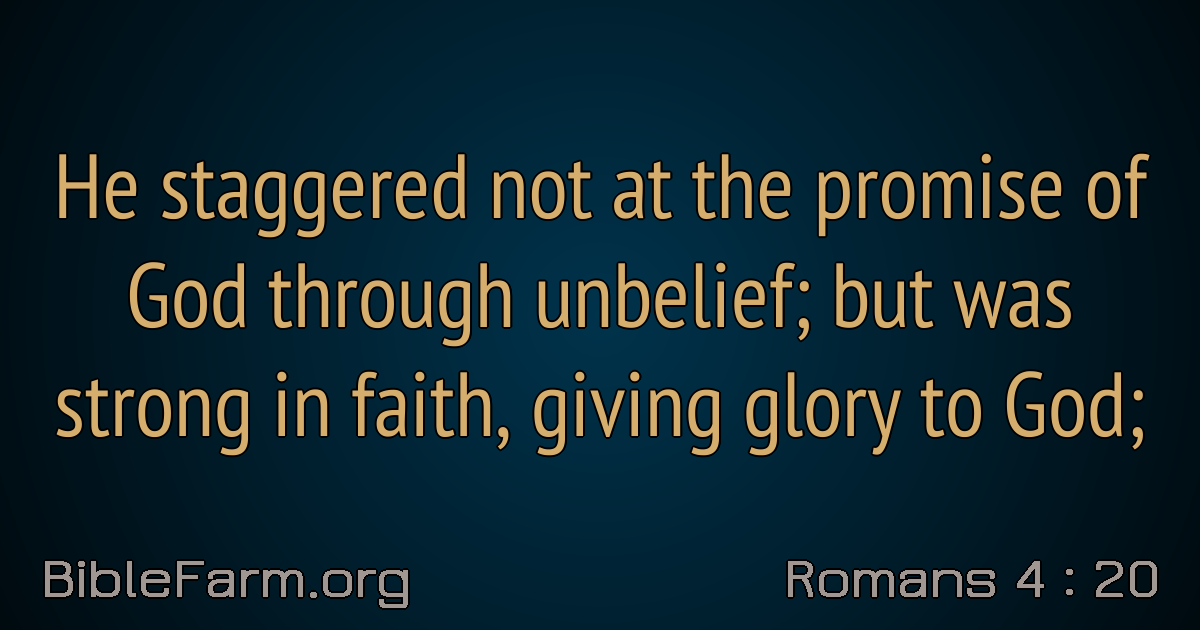 He staggered not at the promise of
God through unbelief; but was
strong in faith, giving glory to God;
BibleFarm.org
Romans 4 : 20